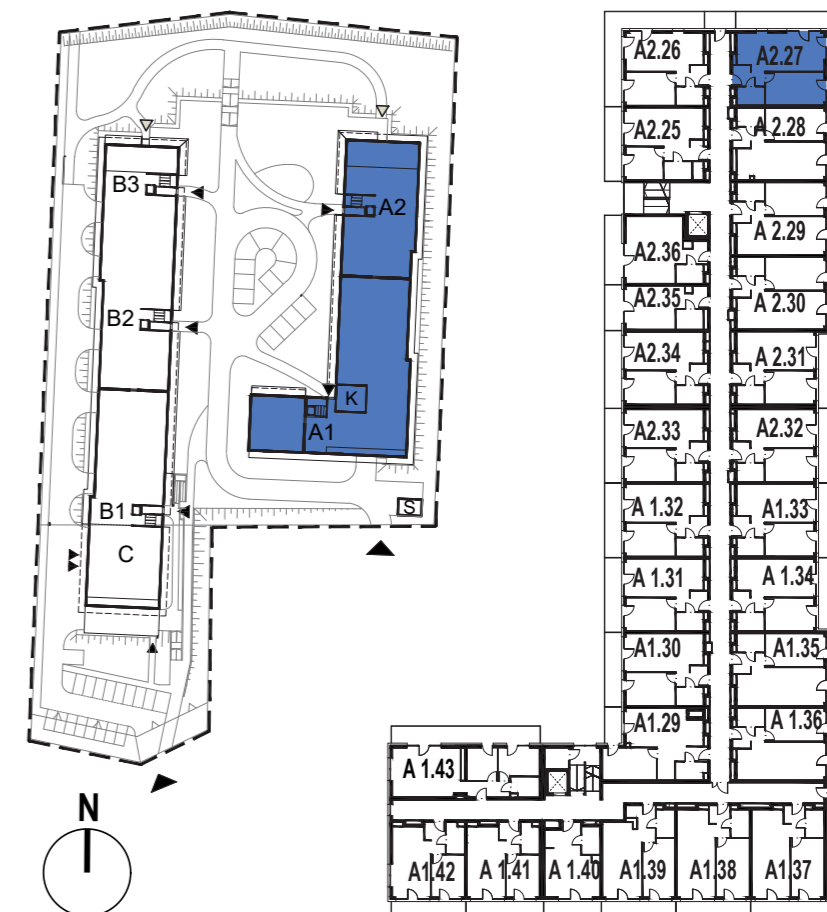 B3
A2
B2
K
A1
B1
S
C
N
A2.26
A2.27
A2.25
A 2.28
A2.36
A 2.29
A2.35
A 2.30
A2.34
A 2.31
A2.33
A2.32
A 1.32
A1.33
A 1.31
A 1.34
A1.30
A1.35
A1.29
A 1.36
A 1.43
A1.42
A 1.41
A 1.40
A1.39
A1.38
A1.37